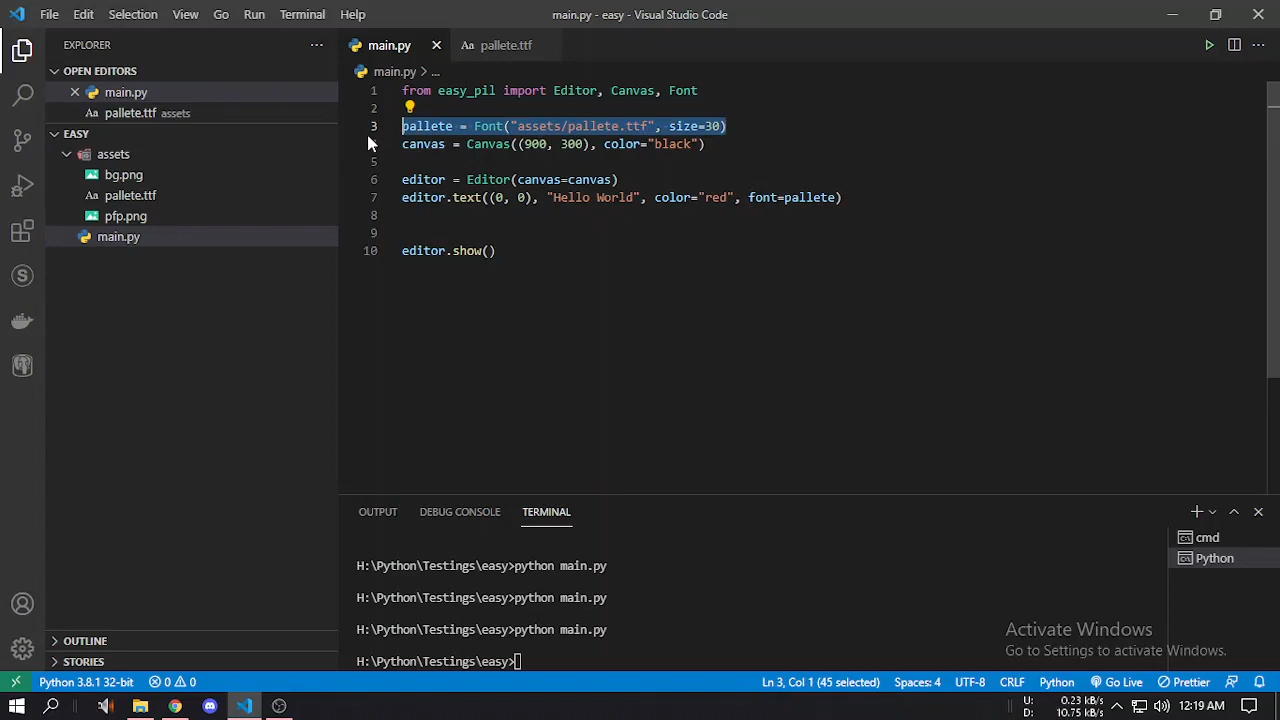 File Edit Selection View Go Run Terminal Help main.py - easy - Visual Studio Code
EXPLORER
OPEN EDITORS
main.py
pallete.ttf assets
EASY
assets
bg.png
pallete.ttf
pfp.png
main.py
OUTLINE
STORIES
main.py Aa pallete.ttf
main.py > ...
1 from easy_pil import Editor, Canvas, Font
2
3 pallete = Font("assets/pallete.ttf", size=30)
4 canvas = Canvas((900, 300), color="black")
5
6 editor = Editor(canvas=canvas)
7 editor.text((0, 0), "Hello World", color="red", font=pallete)
8
9
10 editor.show()
OUTPUT DEBUG CONSOLE TERMINAL
H:\Python\Testings\easy>python main.py
H:\Python\Testings\easy>python main.py
H:\Python\Testings\easy>python main.py
H:\Python\Testings\easy>
cmd
Python
Activate Windows
Go to Settings to activate Windows.
Python 3.8.1 32-bit 0 0 Ln 3, Col 1 (45 selected) Spaces: 4 UTF-8 CRLF Python Go Live Prettier
U: 0.23 kB/s
D: 10.75 kB/s
12:19 AM